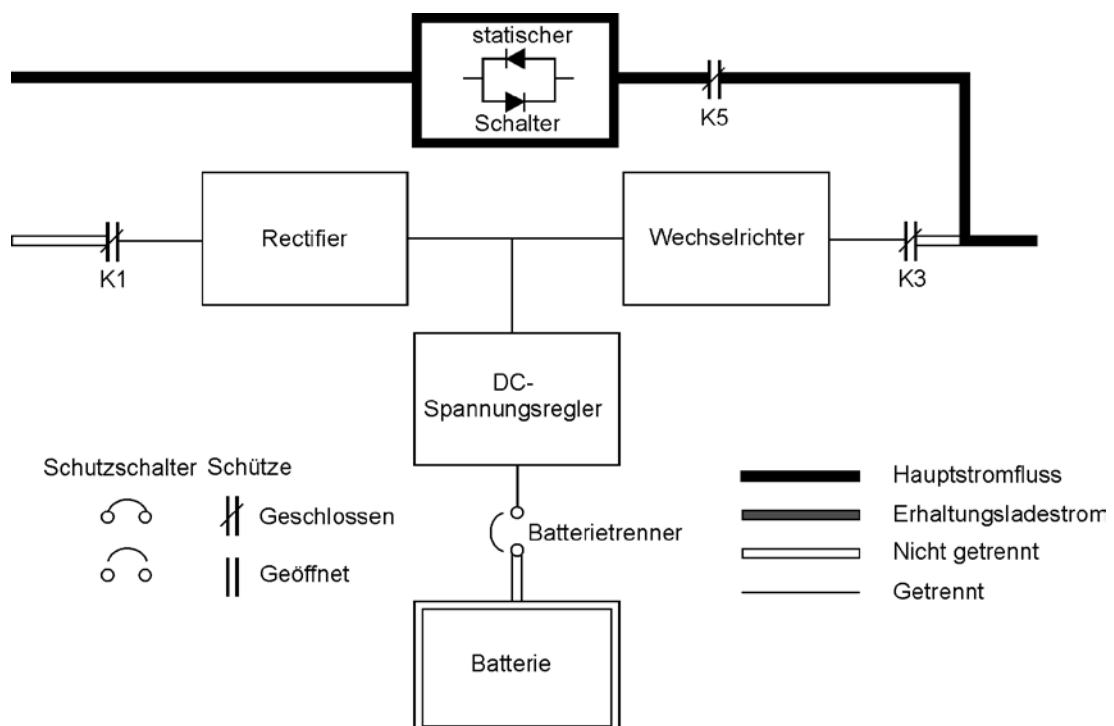 statischer
Schalter
K5
Rectifier
Wechselrichter
K1
K3
DC-
Spannungsregler
Schutzschalter
Schütze
Geschlossen
Geöffnet
Batterietrenner
Batterie
Hauptstromfluss
Erhaltungsladestrom
Nicht getrennt
Getrennt